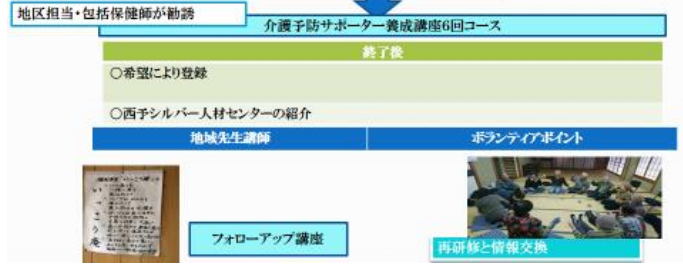 地区担当・包括保健師が勧誘
介護予防サポーター養成講座6回コース
終了後
○希望により登録
○西予シルバー人材センターの紹介
地域先生講師
ボランティアポイント
フォローアップ講座
再研修と情報交換